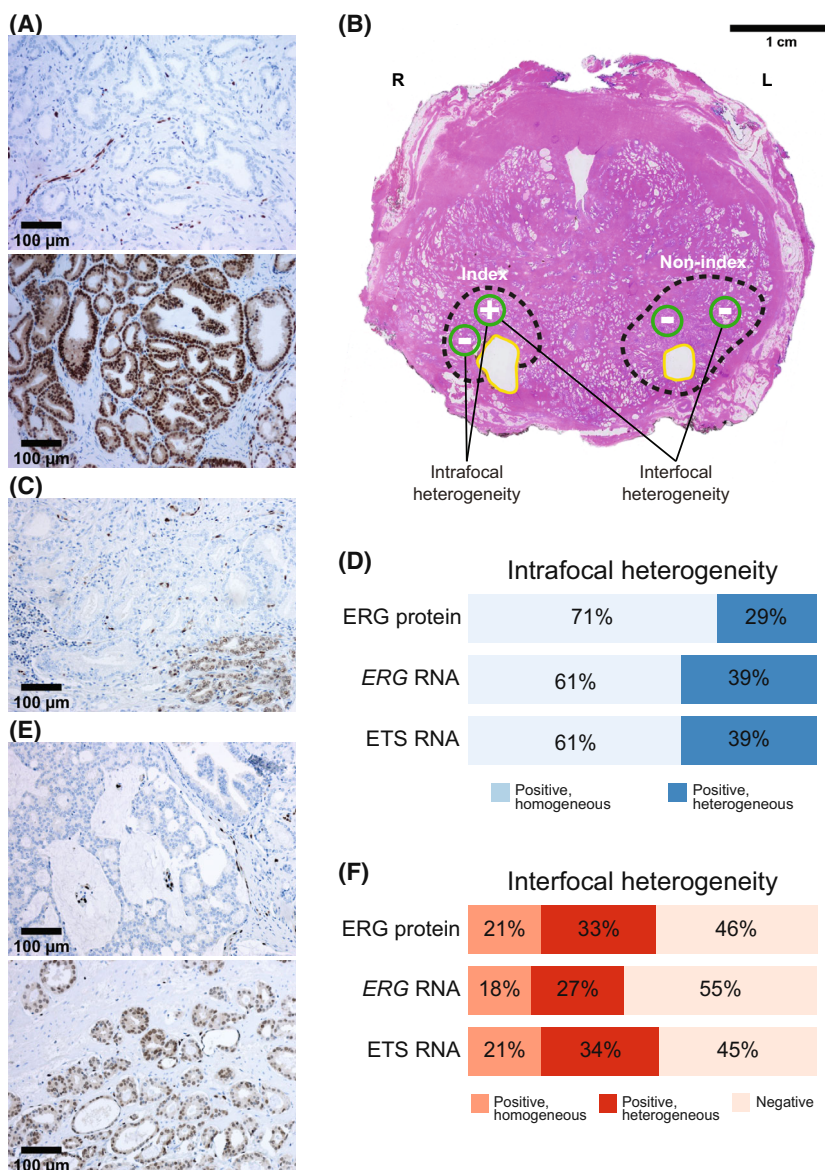 (A)
100 µm
100 µm
(B)
1 cm
R
L
Index
Non-index
+
-
-
-
Intrafocal
heterogeneity
Interfocal
heterogeneity
(C)
100 µm
(D)
Intrafocal heterogeneity
ERG protein
71%
29%
ERG RNA
61%
39%
ETS RNA
61%
39%
Positive,
homogeneous
Positive,
heterogeneous
(E)
100 µm
100 µm
(F)
Interfocal heterogeneity
ERG protein
21%
33%
46%
ERG RNA
18%
27%
55%
ETS RNA
21%
34%
45%
Positive,
homogeneous
Positive,
heterogeneous
Negative